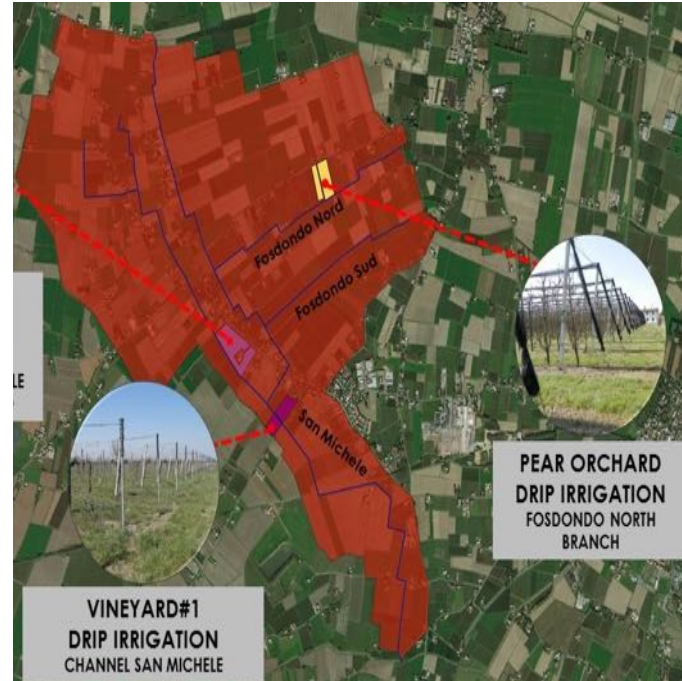 Fosdondo Nord
Fosdondo Sud
San Michele
LE
PEAR ORCHARD
DRIP IRRIGATION
FOSDONDO NORTH
BRANCH
VINEYARD#1
DRIP IRRIGATION
CHANNEL SAN MICHELE